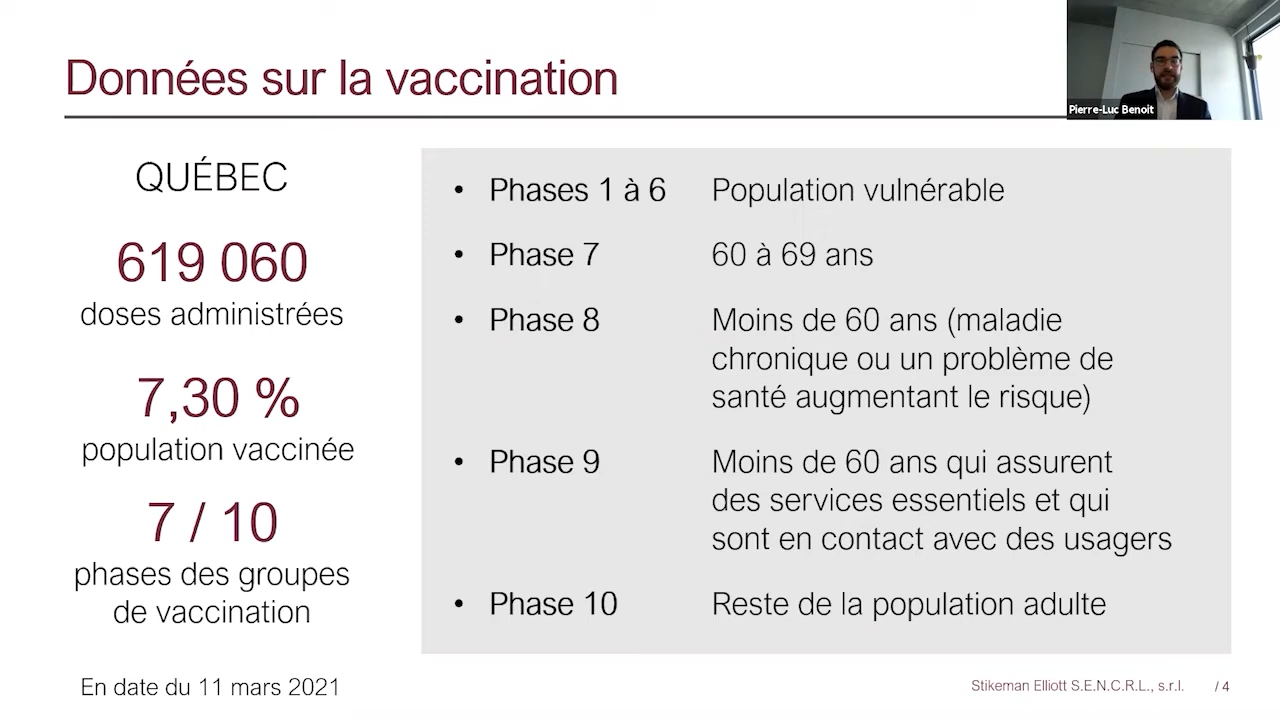 Données sur la vaccination
Pierre-Luc Benoit
QUÉBEC
619 060
doses administrées
7,30 %
population vaccinée
7 / 10
phases des groupes
de vaccination
En date du 11 mars 2021
• Phases 1 à 6 Population vulnérable
• Phase 7 60 à 69 ans
• Phase 8 Moins de 60 ans (maladie
chronique ou un problème de
santé augmentant le risque)
• Phase 9 Moins de 60 ans qui assurent
des services essentiels et qui
sont en contact avec des usagers
• Phase 10 Reste de la population adulte
Stikeman Elliott S.E.N.C.R.L., s.r.l. / 4